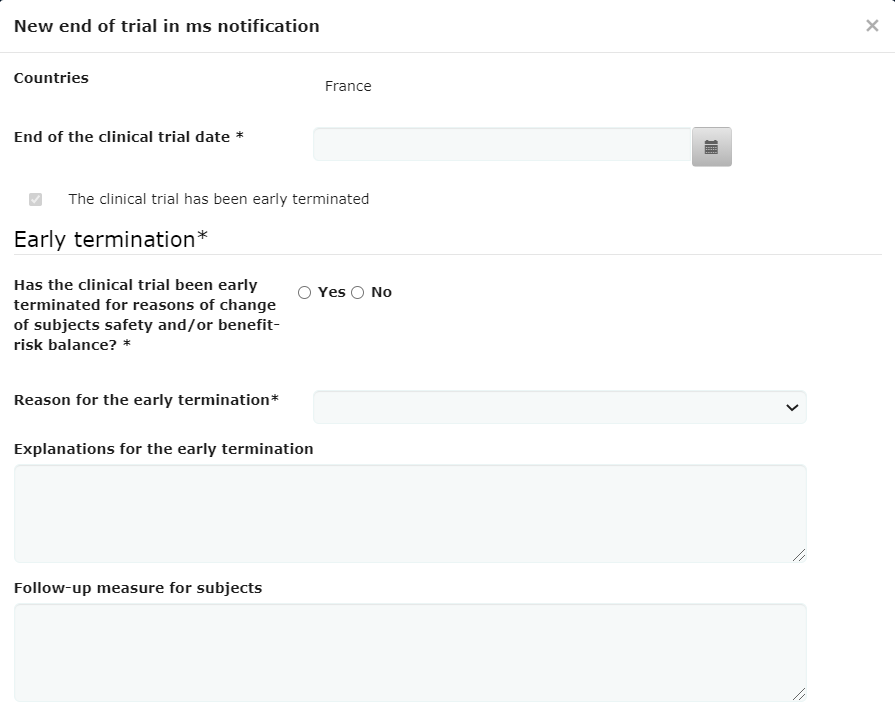 New end of trial in ms notification
×
Countries
France
End of the clinical trial date *
The clinical trial has been early terminated
Early termination*
Has the clinical trial been early
terminated for reasons of change
of subjects safety and/or benefit-
risk balance? *
Yes No
Reason for the early termination*
Explanations for the early termination
Follow-up measure for subjects